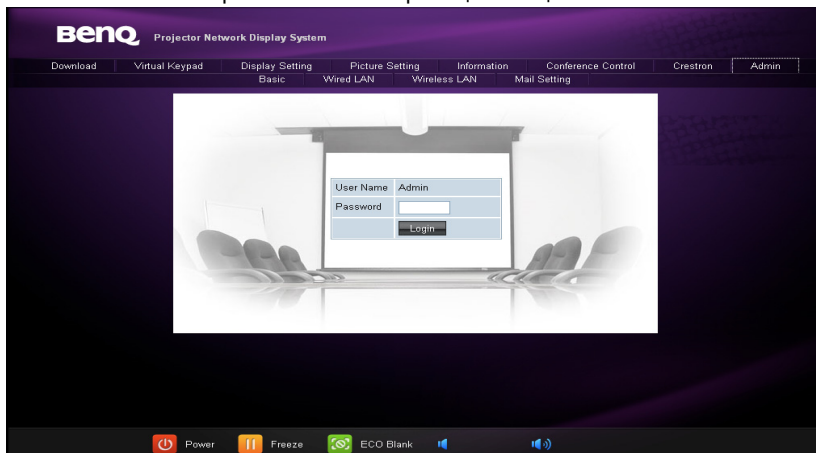 BenQ Projector Network Display System
Download Virtual Keypad Display Setting Picture Setting Information Conference Control Crestron Admin
Basic Wired LAN Wireless LAN Mail Setting
User Name Admin
Password
Login
Power Freeze ECO Blank